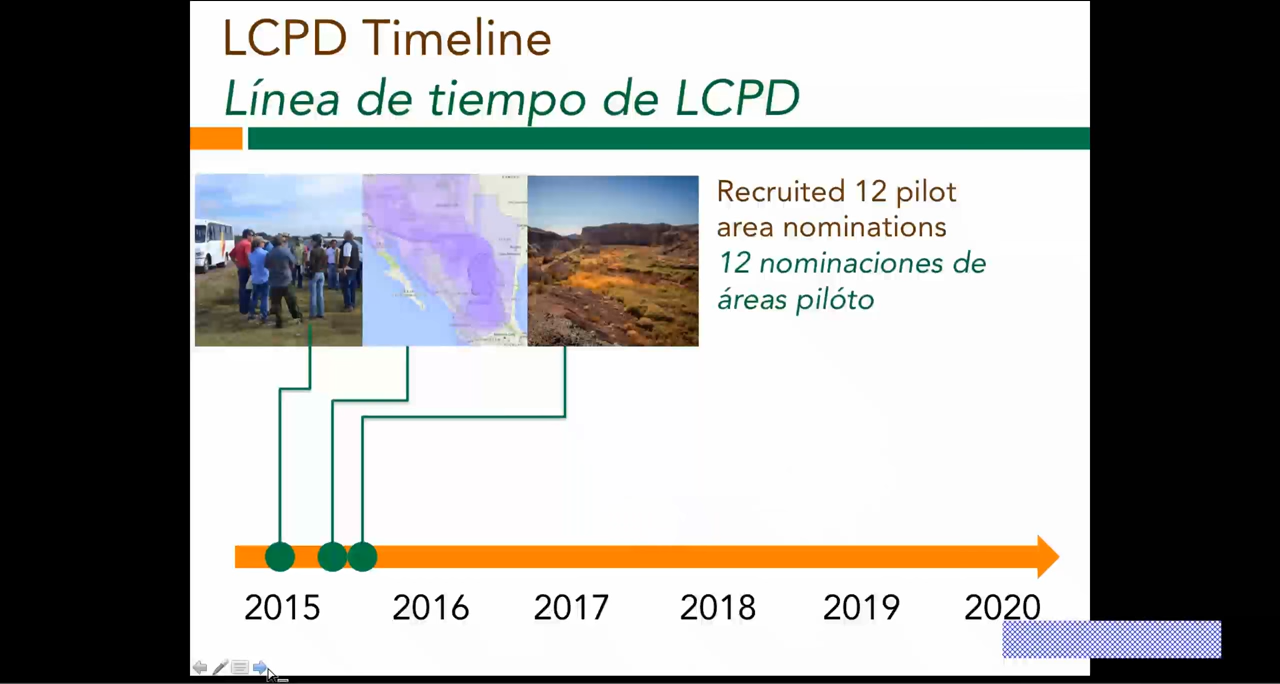 LCPD Timeline
Línea de tiempo de LCPD
Recruited 12 pilot
area nominations
12 nominaciones de
áreas pilóto
2015 2016 2017 2018 2019 2020